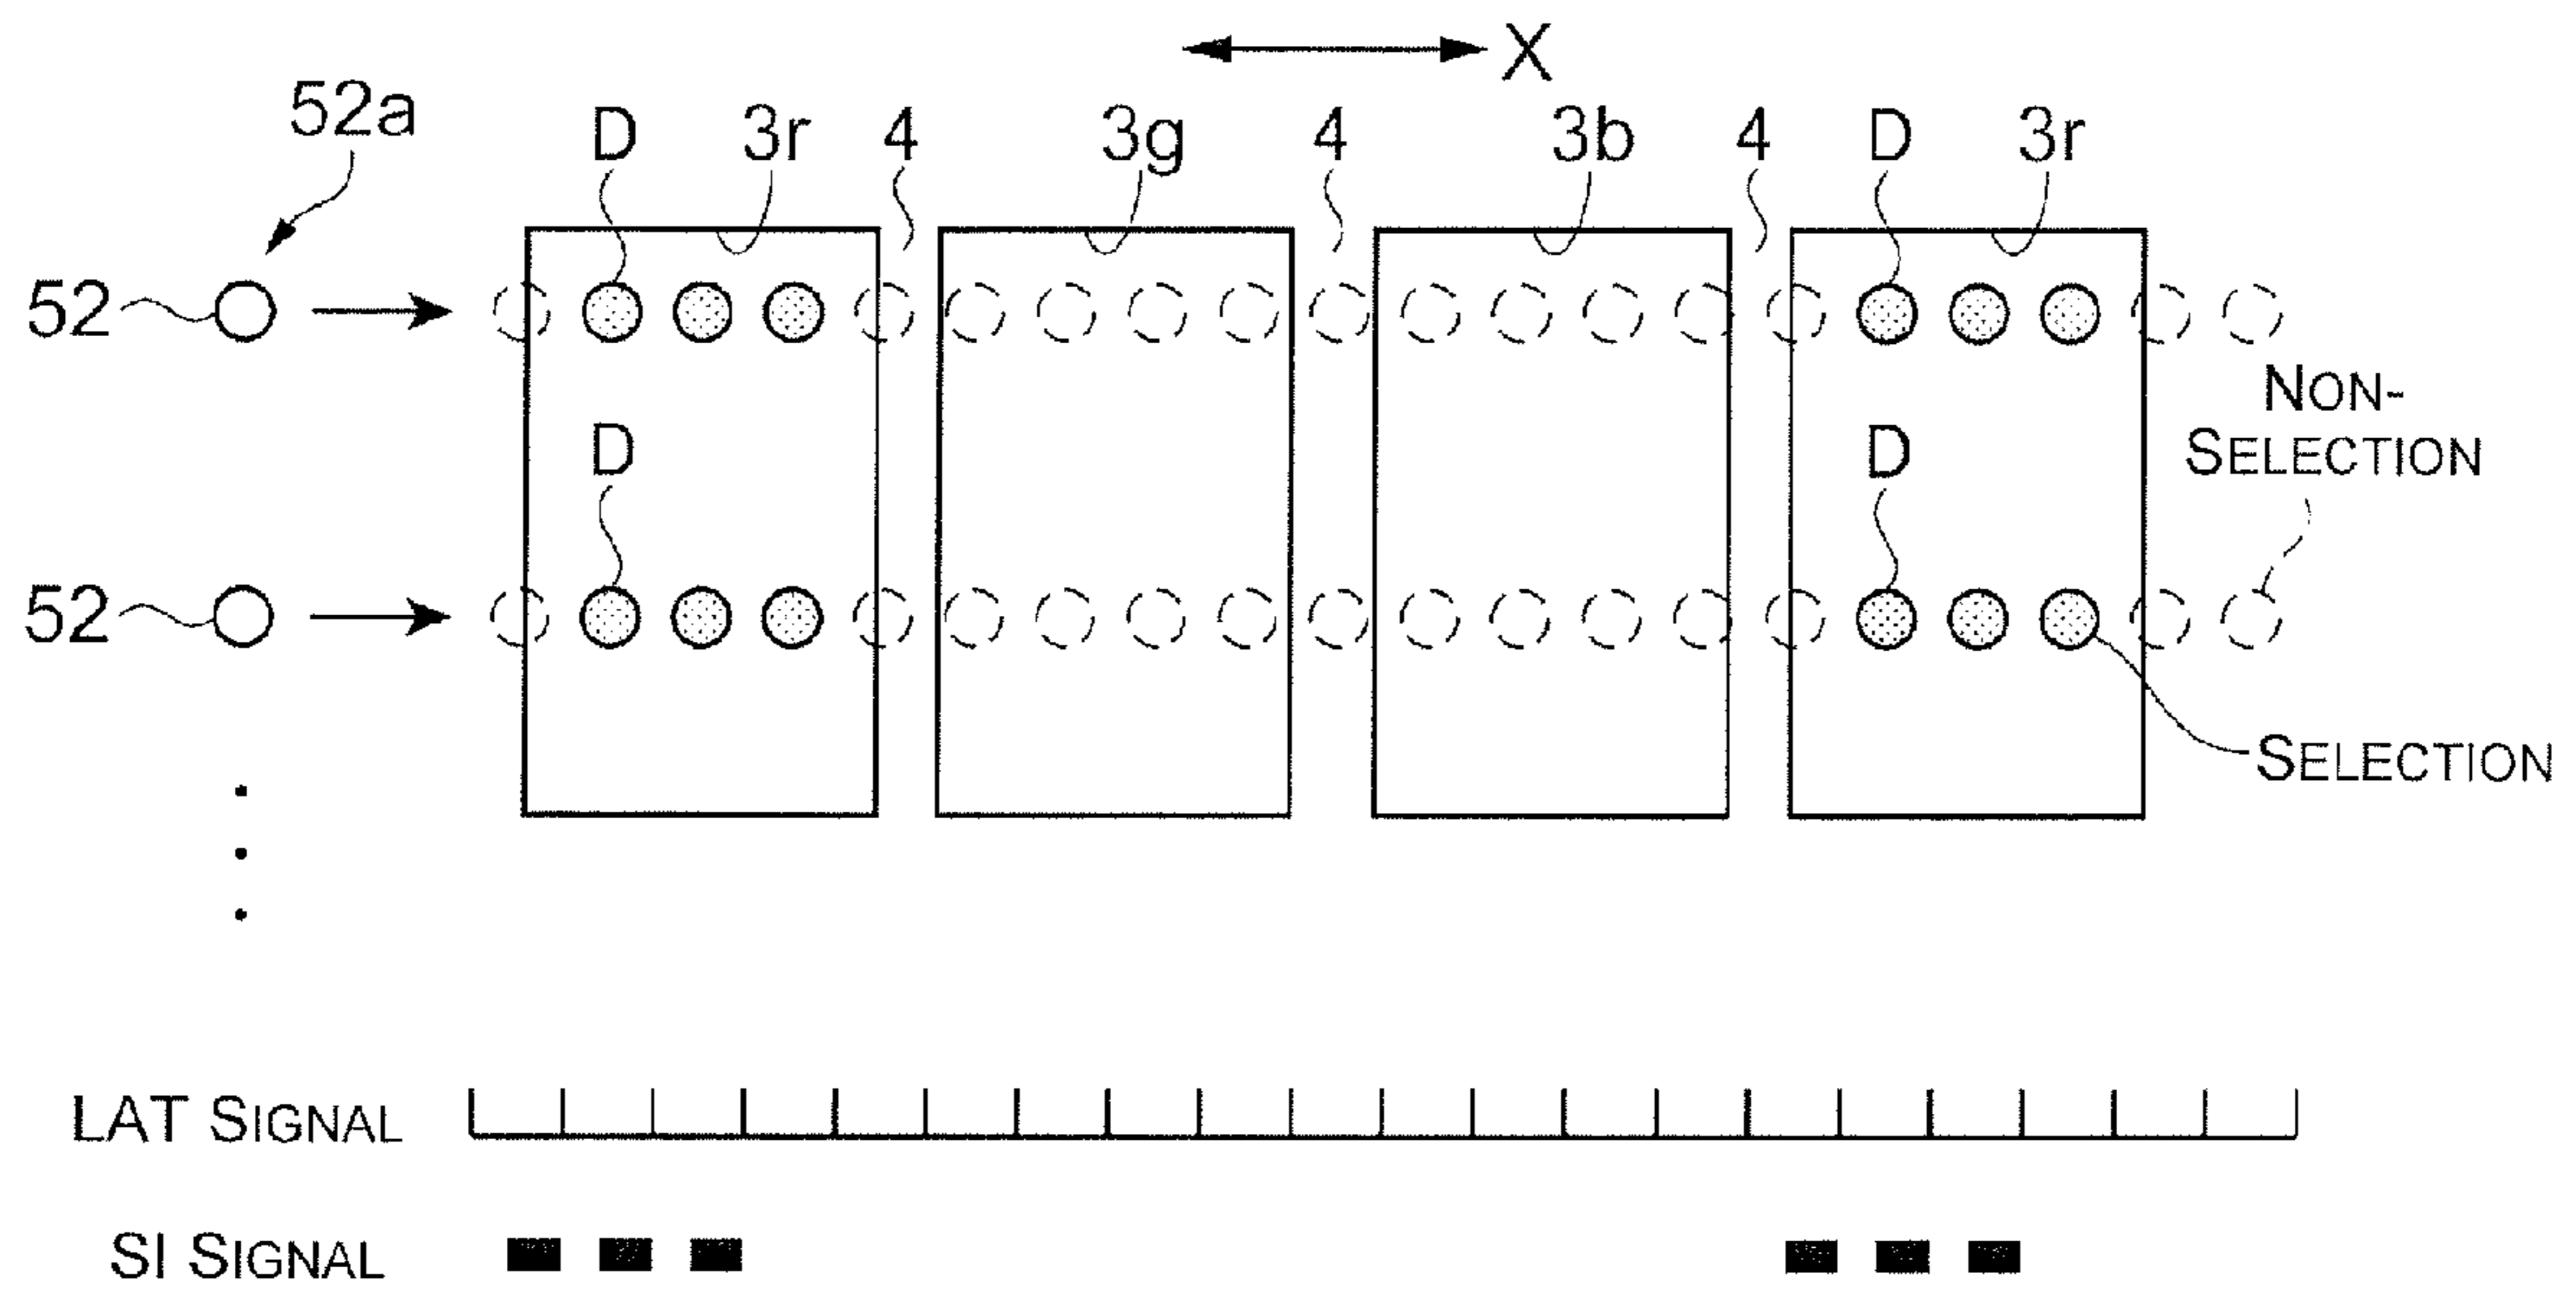 X
52a D 3r 4 3g 4 3b 4 D 3r
52
NON-
SELECTION
D D
52
SELECTION
LAT SIGNAL
SI SIGNAL